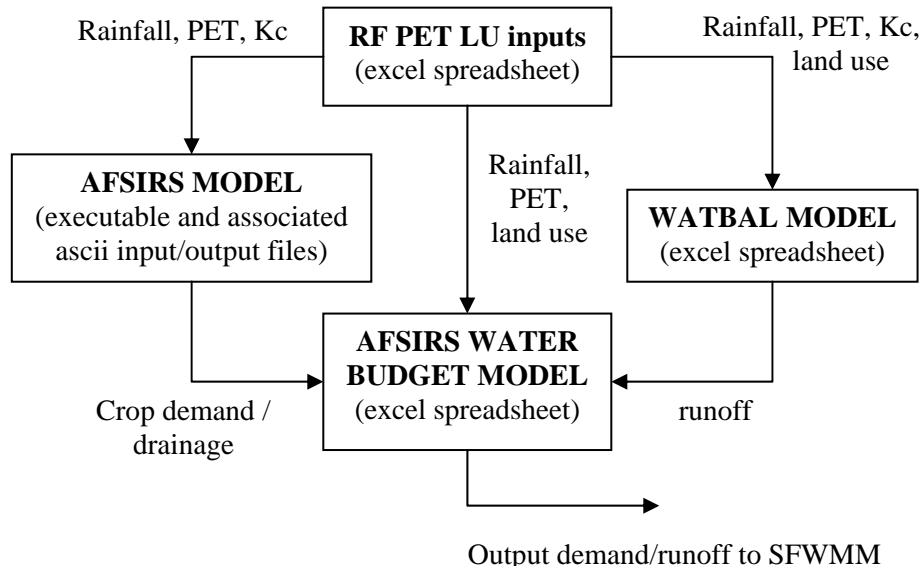 Rainfall, PET, Kc
RF PET LU inputs
(excel spreadsheet)
Rainfall, PET, Kc,
land use
AFSIRS MODEL
(executable and associated
ascii input/output files)
Rainfall,
PET,
land use
WATBAL MODEL
(excel spreadsheet)
AFSIRS WATER
BUDGET MODEL
(excel spreadsheet)
Crop demand /
drainage
runoff
Output demand/runoff to SFWMM